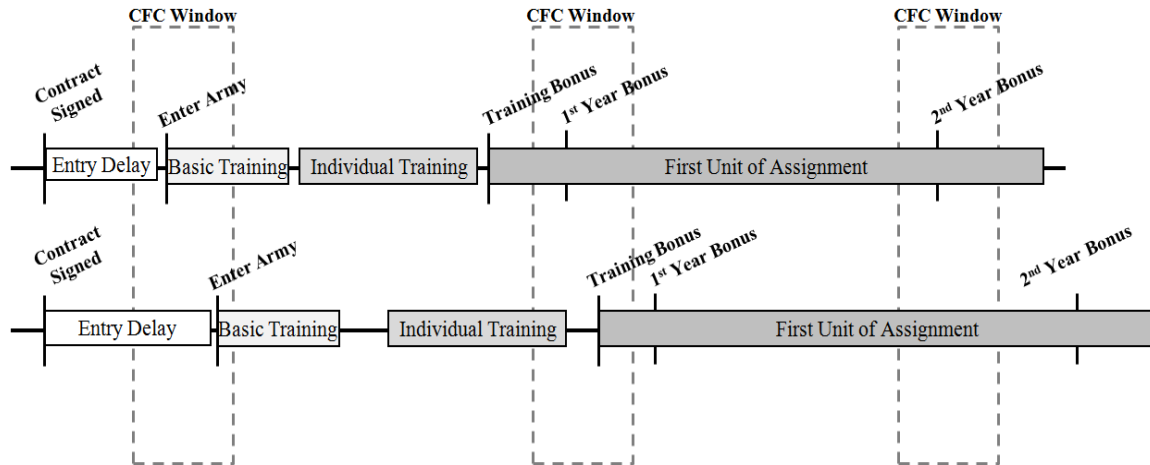 CFC Window
CFC Window
CFC Window
Contract
Signed
Enter Army
Training Bonus
1st Year Bonus
2nd Year Bonus
Entry Delay
Basic Training
Individual Training
First Unit of Assignment
Contract
Signed
Enter Army
Training Bonus
1st Year Bonus
2nd Year Bonus
Entry Delay
Basic Training
Individual Training
First Unit of Assignment